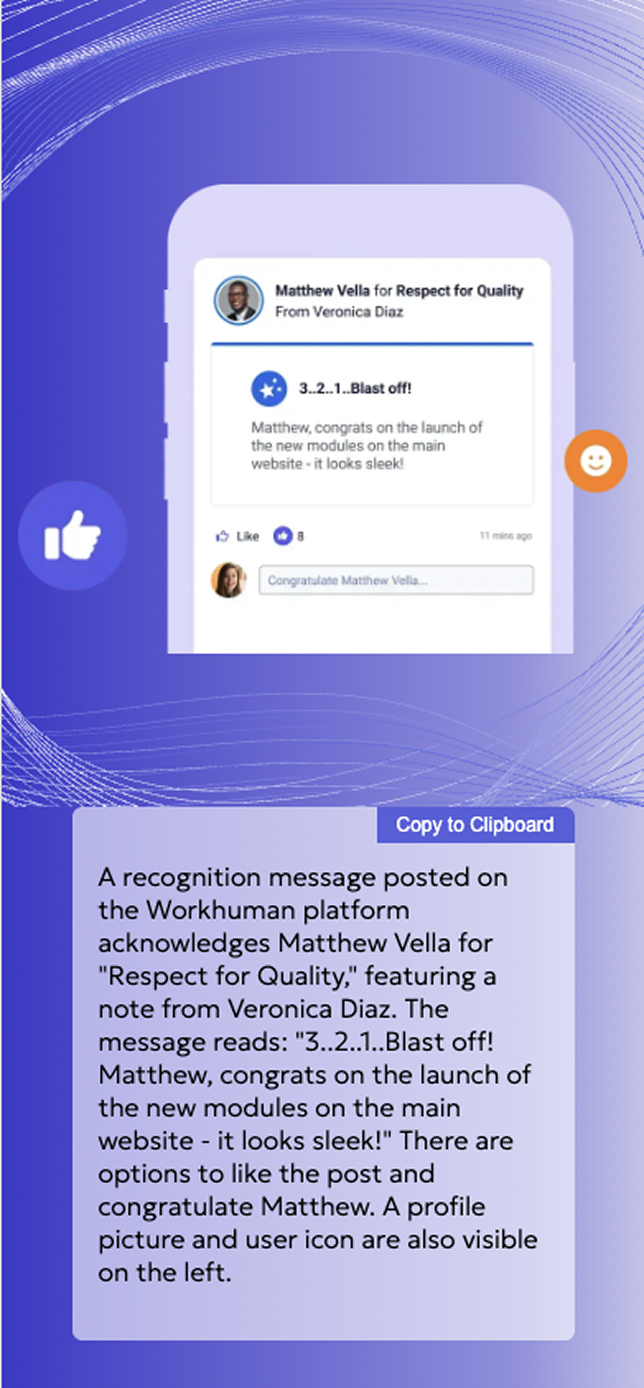 Matthew Vella for Respect for Quality
From Veronica Diaz
3..2..1..Blast off!
Matthew, congrats on the launch of
the new modules on the main
website - it looks sleek!
Like 8 11 mins ago
Congratulate Matthew Vella...
Copy to Clipboard
A recognition message posted on
the Workhuman platform
acknowledges Matthew Vella for
"Respect for Quality," featuring a
note from Veronica Diaz. The
message reads: "3..2..1..Blast off!
Matthew, congrats on the launch of
the new modules on the main
website - it looks sleek!" There are
options to like the post and
congratulate Matthew. A profile
picture and user icon are also visible
on the left.